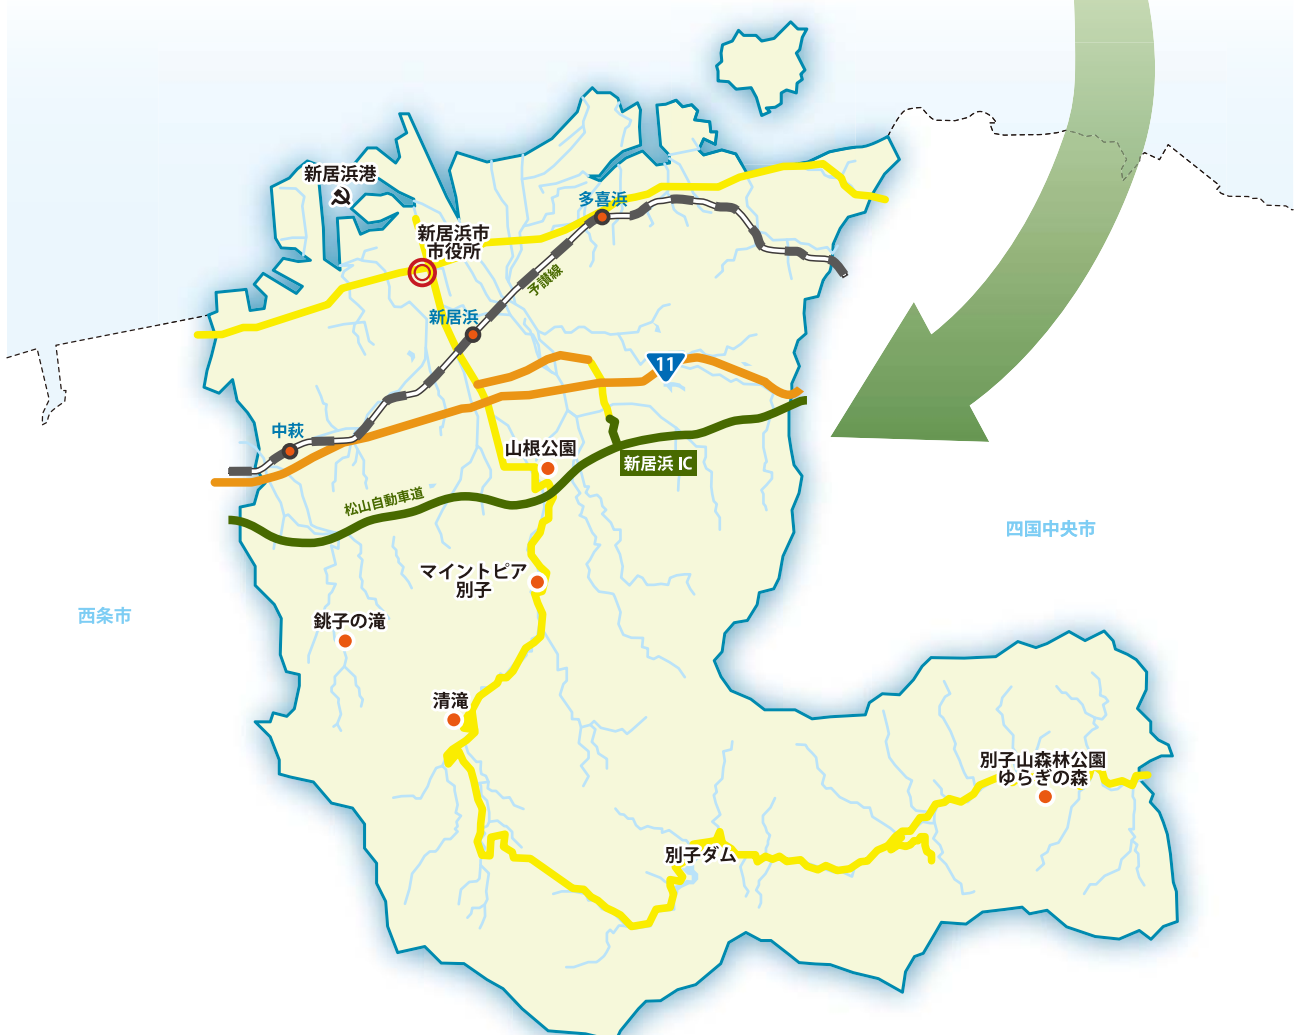 新居浜港
多喜浜
新居浜市
市役所
予讃線
新居浜
11
中萩
山根公園
新居浜 IC
松山自動車道
四国中央市
マイントピア
別子
西条市
銚子の滝
清滝
別子山森林公園
ゆらぎの森
別子ダム